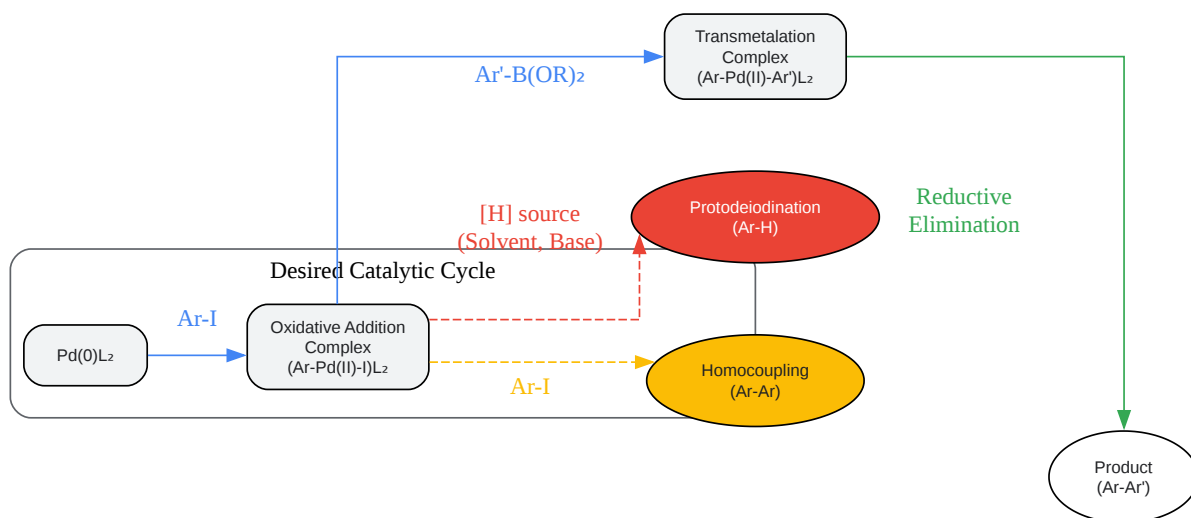 Transmetalation
Complex
(Ar-Pd(II)-Ar')L₂
Ar'-B(OR)₂
Protodeiodination
(Ar-H)
Reductive
Elimination
[H] source
(Solvent, Base)
Desired Catalytic Cycle
Ar-I
Pd(0)L₂
Oxidative Addition
Complex
(Ar-Pd(II)-I)L₂
Ar-I
Homocoupling
(Ar-Ar)
Product
(Ar-Ar')